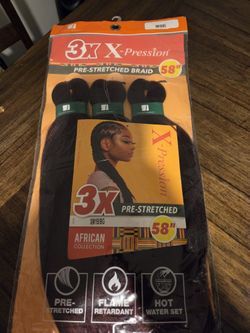 3X X-Pression
PRE-STRETCHED BRAID 58"
X-Pression
3X
PRE-STRETCHED
58"
AFRICAN
COLLECTION
PRE-
STRETCHED
FLAME
RETARDANT
HOT
WATER SET